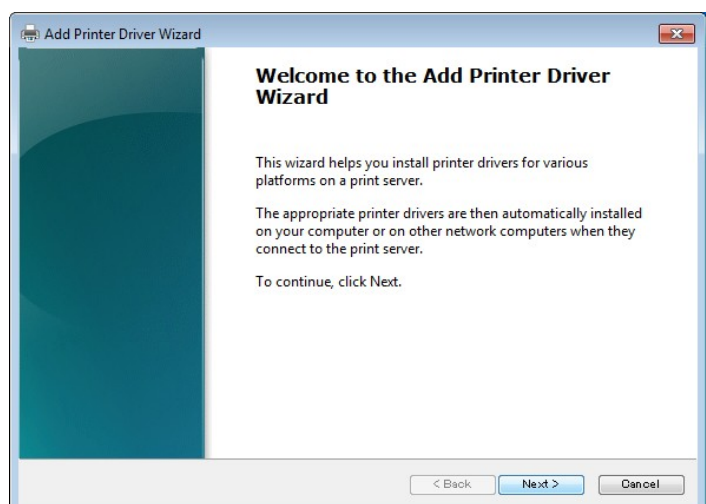 Add Printer Driver Wizard
Welcome to the Add Printer Driver
Wizard
This wizard helps you install printer drivers for various
platforms on a print server.
The appropriate printer drivers are then automatically installed
on your computer or on other network computers when they
connect to the print server.
To continue, click Next.
< Back Next > Cancel